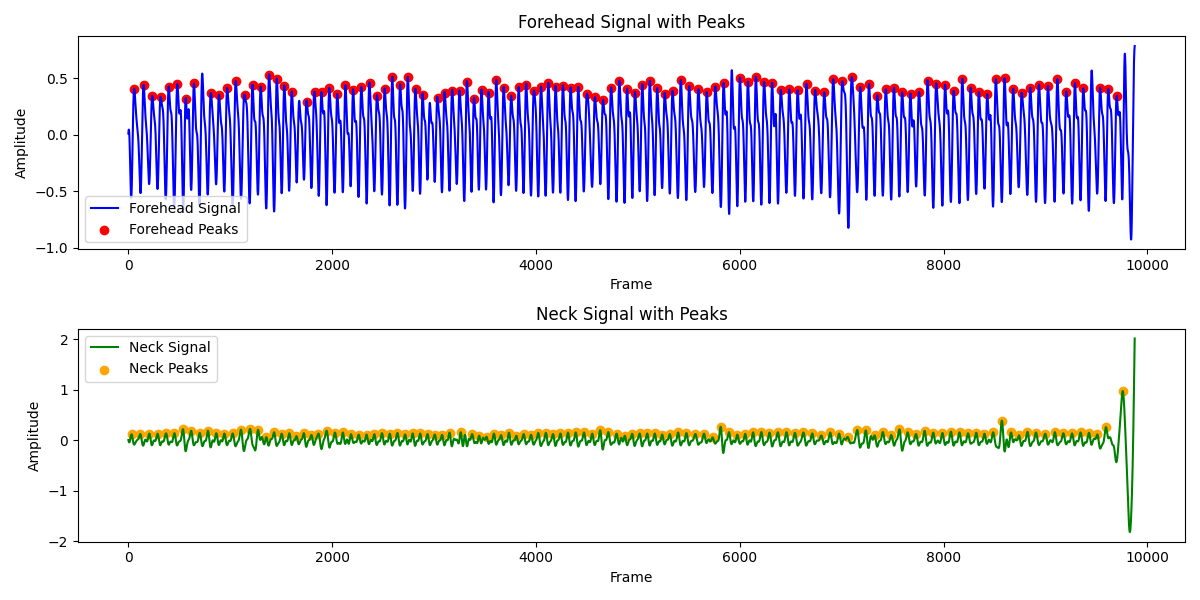 Forehead Signal with Peaks
Amplitude
0.5
0.0
−0.5
−1.0
Forehead Signal
Forehead Peaks
0 2000 4000 6000 8000 10000
Frame
Neck Signal with Peaks
Amplitude
2
1
0
−1
−2
Neck Signal
Neck Peaks
0 2000 4000 6000 8000 10000
Frame